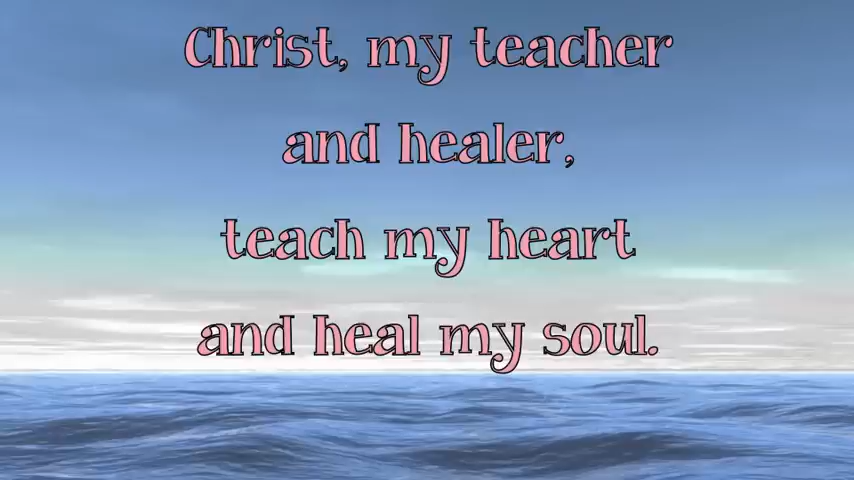 Christ, my teacher
and healer,
teach my heart
and heal my soul.